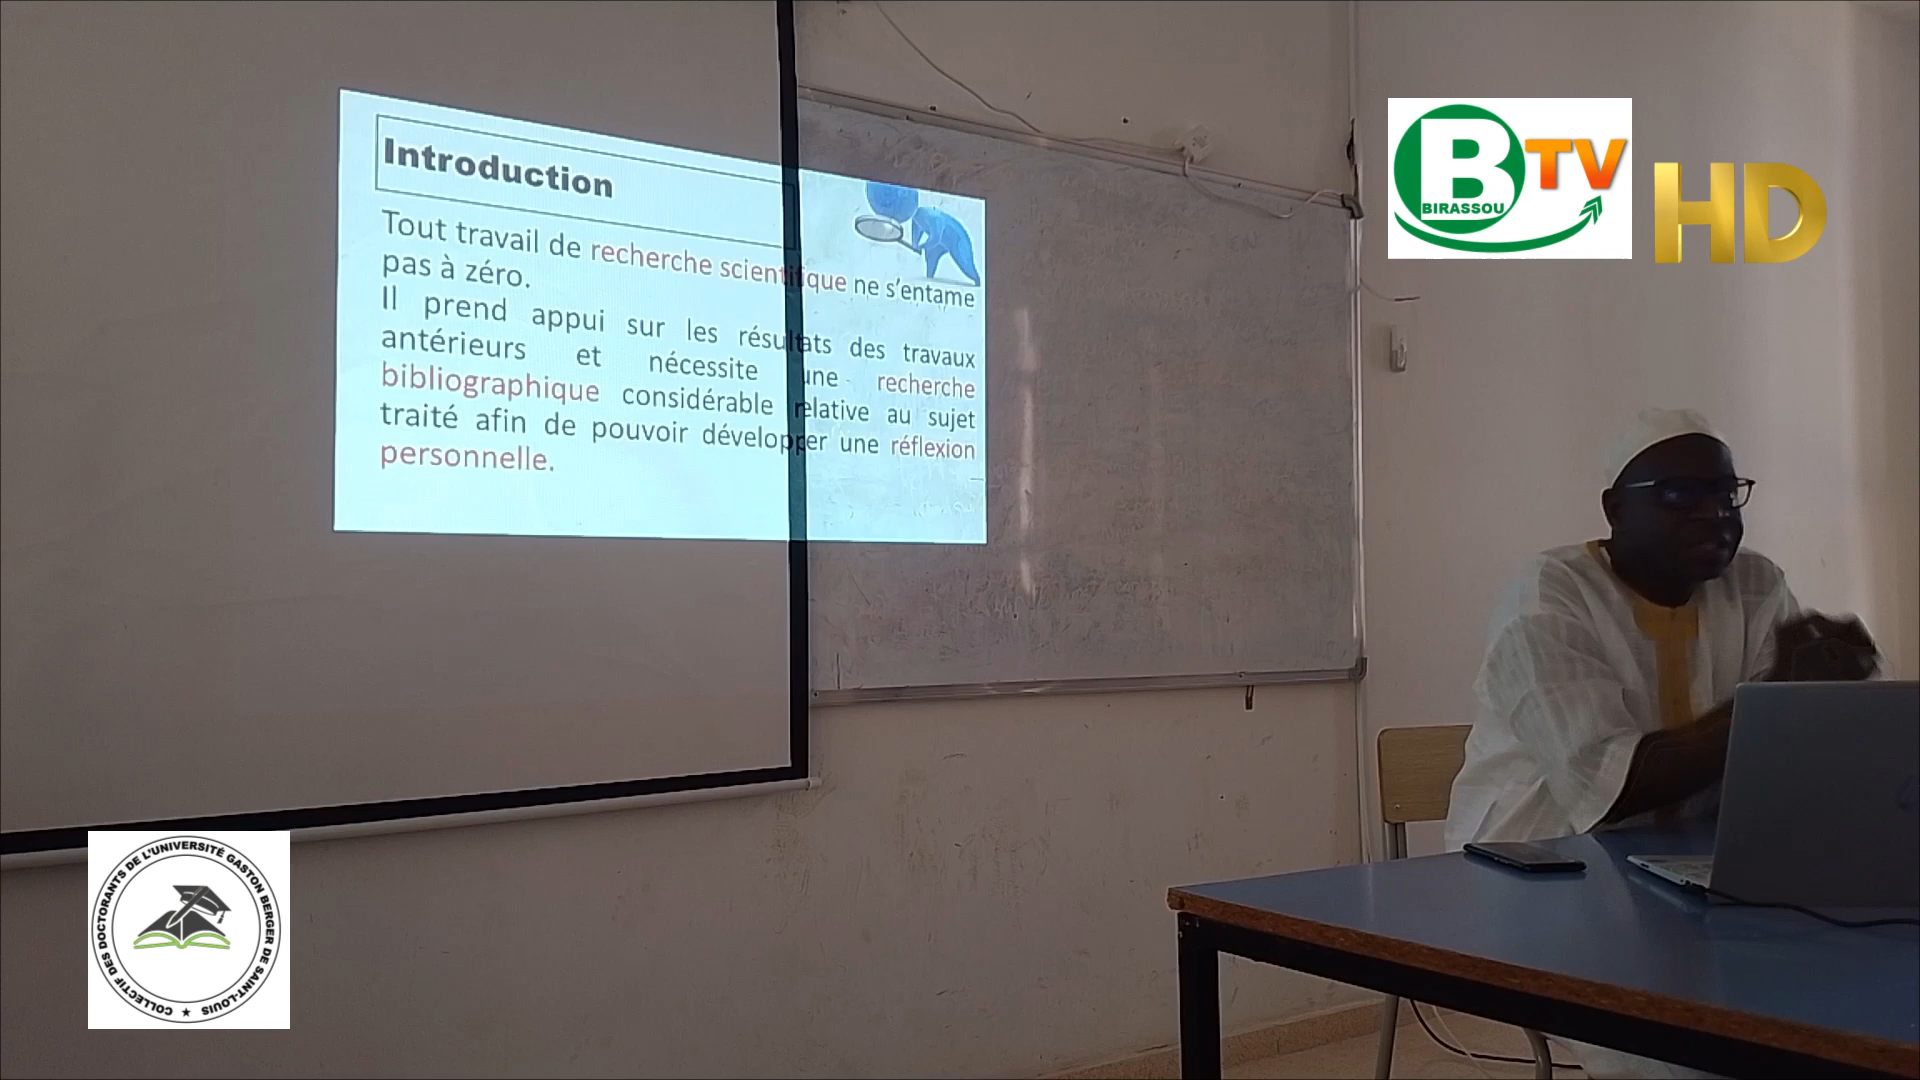 Introduction
Tout travail de recherche scientifique ne s’entame
pas à zéro.
Il prend appui sur les résultats des travaux
antérieurs et nécessite une recherche
bibliographique considérable relative au sujet
traité afin de pouvoir développer une réflexion
personnelle.
B TV
BIRASSOU
HD
COLLECTIF DES DOCTORANTS DE L'UNIVERSITÉ GASTON BERGER DE SAINT-LOUIS ★